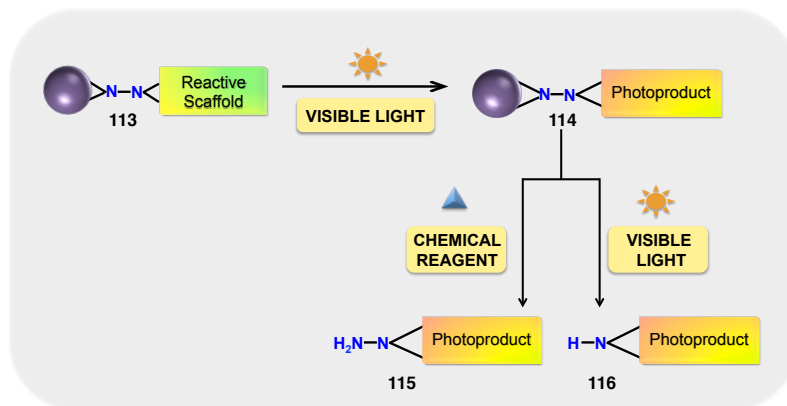 N–N
Reactive
Scaffold
113
VISIBLE LIGHT
N–N
Photoproduct
114
CHEMICAL
REAGENT
VISIBLE
LIGHT
H₂N–N
Photoproduct
115
H–N
Photoproduct
116